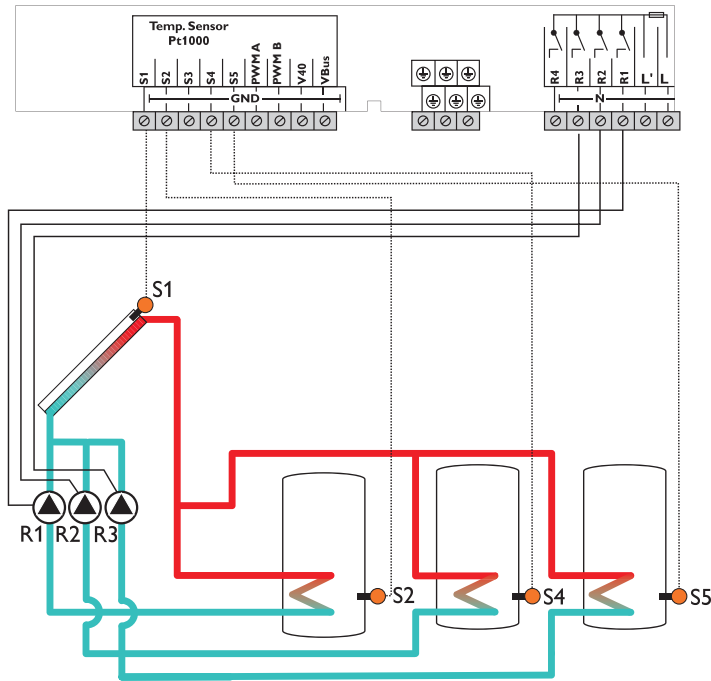 Temp. Sensor
Pt1000
S1 S2 S3 S4 S5 PWM A PWM B V40 VBus
GND
R4 R3 R2 R1 L' L
N
S1
R1 R2 R3
S2 S4 S5